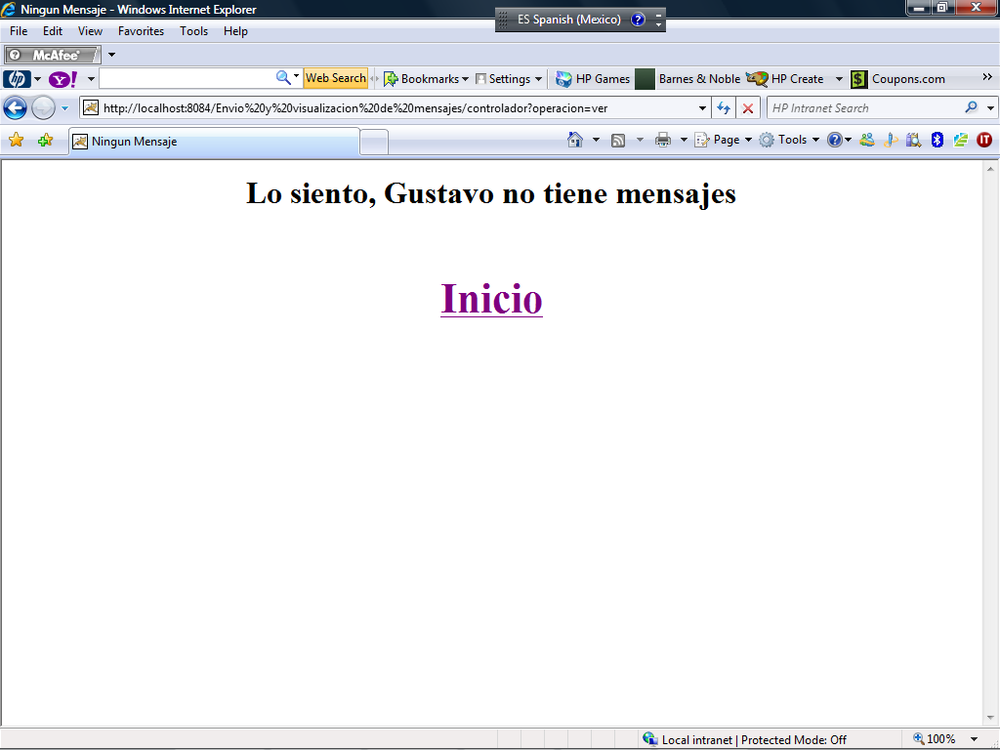 Ningun Mensaje - Windows Internet Explorer
ES Spanish (Mexico) ?
File Edit View Favorites Tools Help
McAfee
hp Y! Web Search Bookmarks Settings HP Games Barnes & Noble HP Create $ Coupons.com »
http://localhost:8084/Envio%20y%20visualizacion%20de%20mensajes/controlador?operacion=ver HP Intranet Search
Ningun Mensaje Page Tools ? IT
Lo siento, Gustavo no tiene mensajes
Inicio
Local intranet | Protected Mode: Off 100%